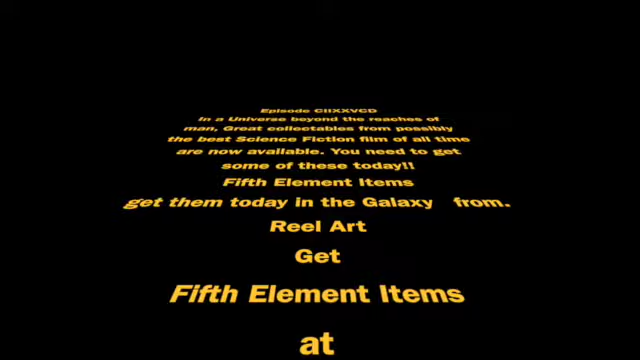 Episode CIIXXVCD
In a Universe beyond the reaches of
man, Great collectables from possibly
the best Science Fiction film of all time
are now available. You need to get
some of these today!!
Fifth Element Items
get them today in the Galaxy from.
Reel Art
Get
Fifth Element Items
at